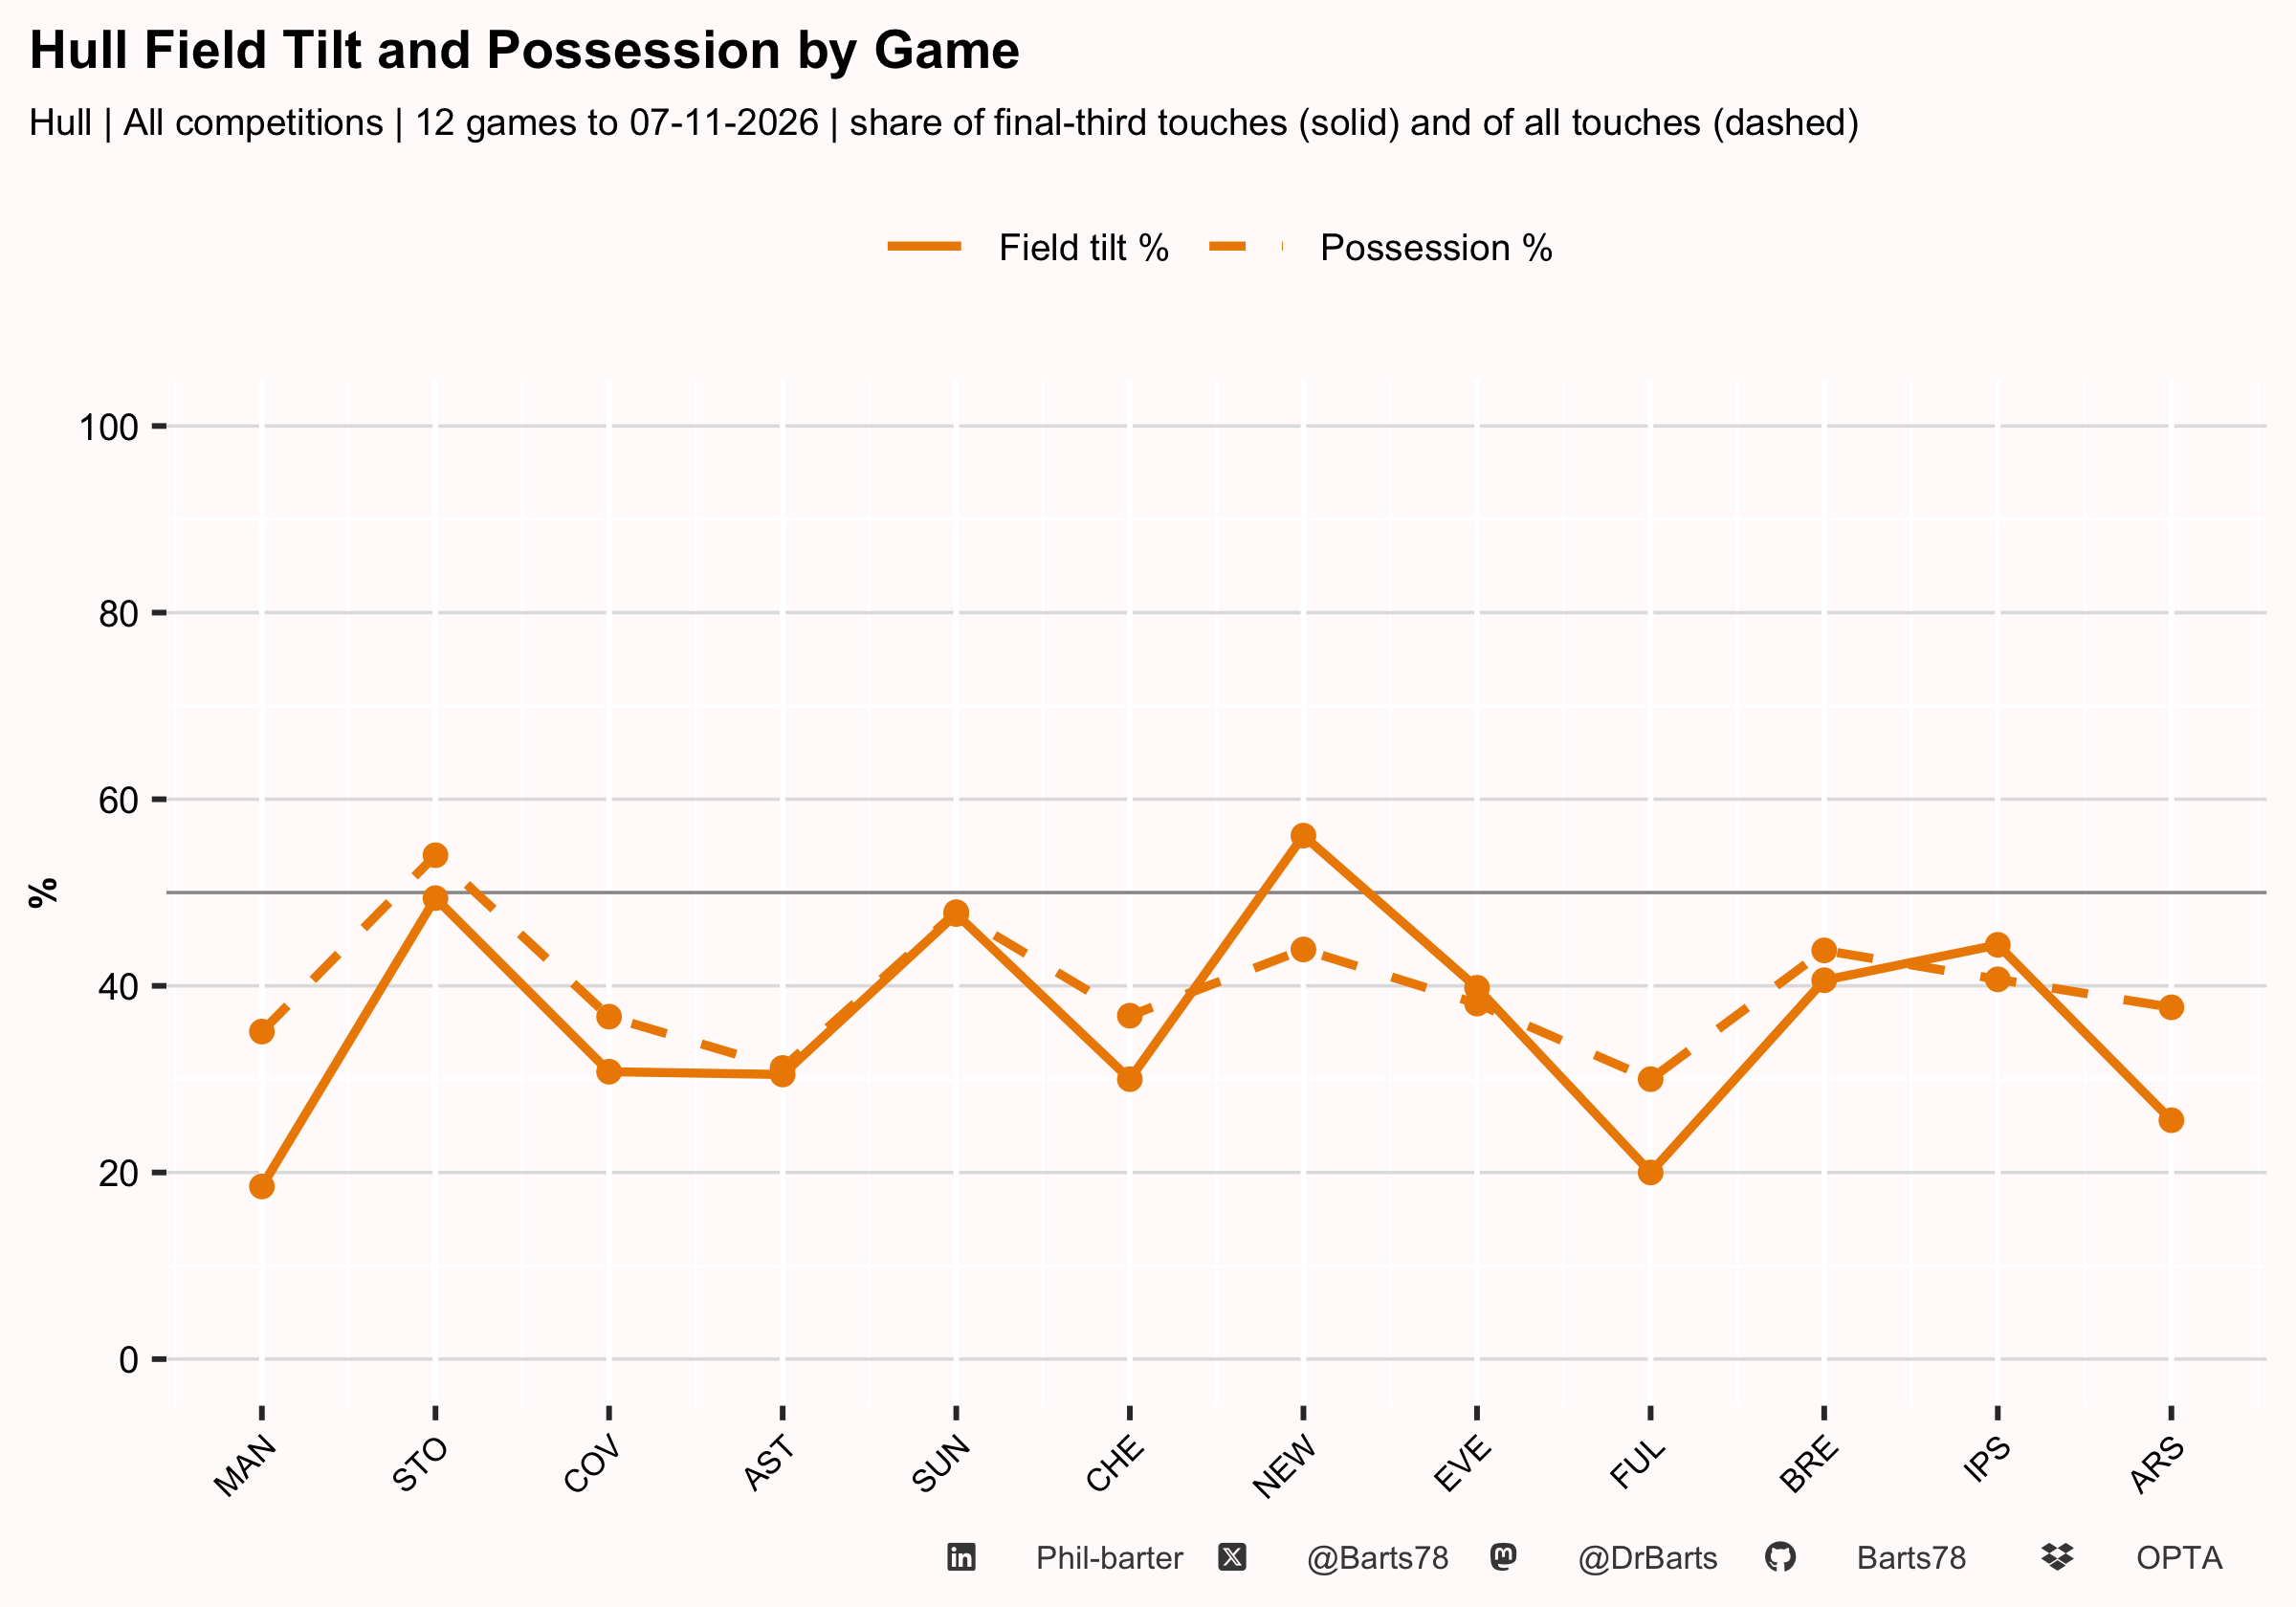 Hull Field Tilt and Possession by Game
Hull | All competitions | 12 games to 07-11-2026 | share of final-third touches (solid) and of all touches (dashed)
Field tilt % Possession %
100
80
60
40
20
0
%
MAN STO COV AST SUN CHE NEW EVE FUL BRE IPS ARS
Phil-barter @Barts78 @DrBarts Barts78 OPTA